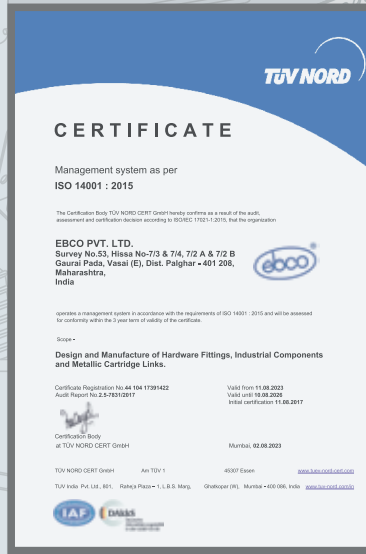 TÜV NORD
CERTIFICATE
Management system as per
ISO 14001 : 2015
The Certification Body TÜV NORD CERT GmbH hereby confirms as a result of the audit,
assessment and certification decision according to ISO/IEC 17021-1:2015, that the organization
EBCO PVT. LTD.
Survey No.53, Hissa No-7/3 & 7/4, 7/2 A & 7/2 B
Gaurai Pada, Vasai (E), Dist. Palghar - 401 208,
Maharashtra,
India
ebco
operates a management system in accordance with the requirements of ISO 14001 : 2015 and will be assessed
for conformity within the 3 year term of validity of the certificate.
Scope -
Design and Manufacture of Hardware Fittings, Industrial Components
and Metallic Cartridge Links.
Certificate Registration No.44 104 17391422 Valid from 11.08.2023
Audit Report No.2.5-7831/2017 Valid until 10.08.2026
Initial certification 11.08.2017
Certification Body
at TÜV NORD CERT GmbH Mumbai, 02.08.2023
TÜV NORD CERT GmbH Am TÜV 1 45307 Essen www.tuev-nord-cert.com
TUV India Pvt. Ltd., 801, Raheja Plaza - 1, L.B.S. Marg, Ghatkopar (W), Mumbai - 400 086, India www.tuv-nord.com/in
IAF DAkkS